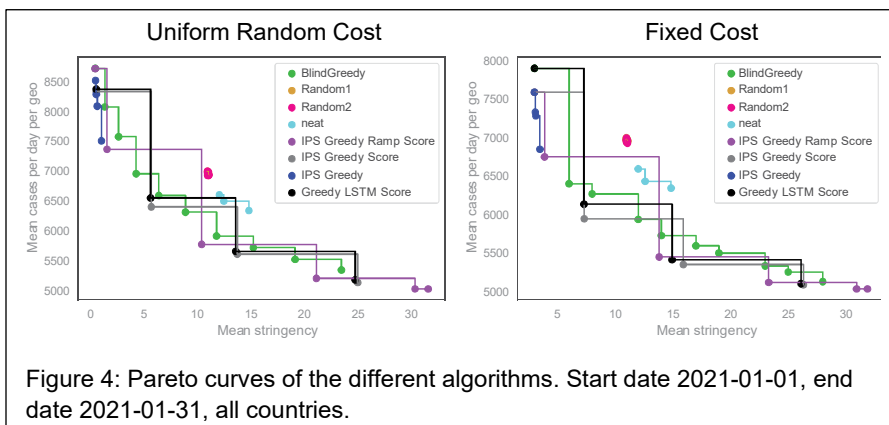 Uniform Random Cost
Fixed Cost
Mean cases per day per geo
8500
8000
7500
7000
6500
6000
5500
5000
0 5 10 15 20 25 30
Mean stringency
BlindGreedy
Random1
Random2
neat
IPS Greedy Ramp Score
IPS Greedy Score
IPS Greedy
Greedy LSTM Score
Mean cases per day per geo
8000
7500
7000
6500
6000
5500
5000
5 10 15 20 25 30
Mean stringency
BlindGreedy
Random1
Random2
neat
IPS Greedy Ramp Score
IPS Greedy Score
IPS Greedy
Greedy LSTM Score
Figure 4: Pareto curves of the different algorithms. Start date 2021-01-01, end
date 2021-01-31, all countries.